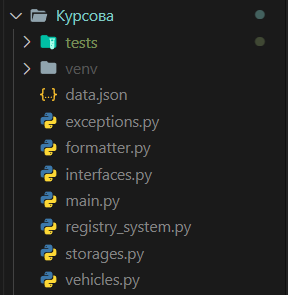 Курсова
tests
venv
data.json
exceptions.py
formatter.py
interfaces.py
main.py
registry_system.py
storages.py
vehicles.py